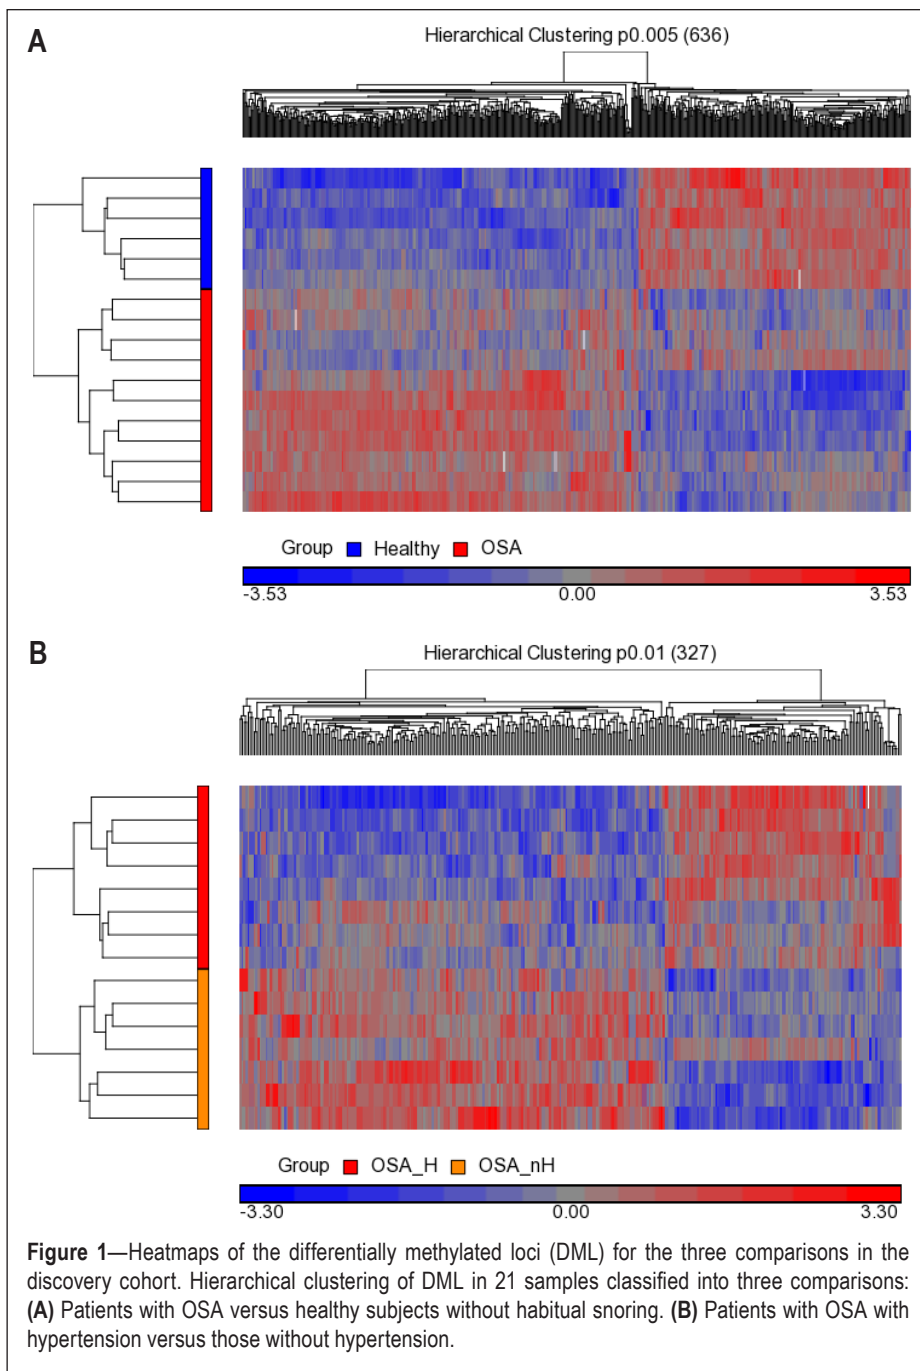 A
Hierarchical Clustering p0.005 (636)
Group Healthy OSA
-3.53 0.00 3.53
B
Hierarchical Clustering p0.01 (327)
Group OSA_H OSA_nH
-3.30 0.00 3.30
Figure 1—Heatmaps of the differentially methylated loci (DML) for the three comparisons in the
discovery cohort. Hierarchical clustering of DML in 21 samples classified into three comparisons:
(A) Patients with OSA versus healthy subjects without habitual snoring. (B) Patients with OSA with
hypertension versus those without hypertension.